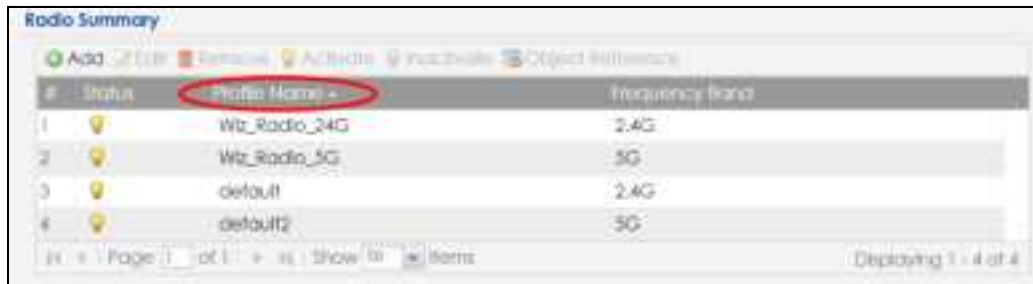 Radio Summary
Add Edit Remove Activate Inactivate Object Reference
# Status Profile Name Frequency Band
1 Wiz_Radio_24G 2.4G
2 Wiz_Radio_5G 5G
3 default 2.4G
4 default2 5G
Page 1 of 1 Show 50 items Displaying 1 - 4 of 4